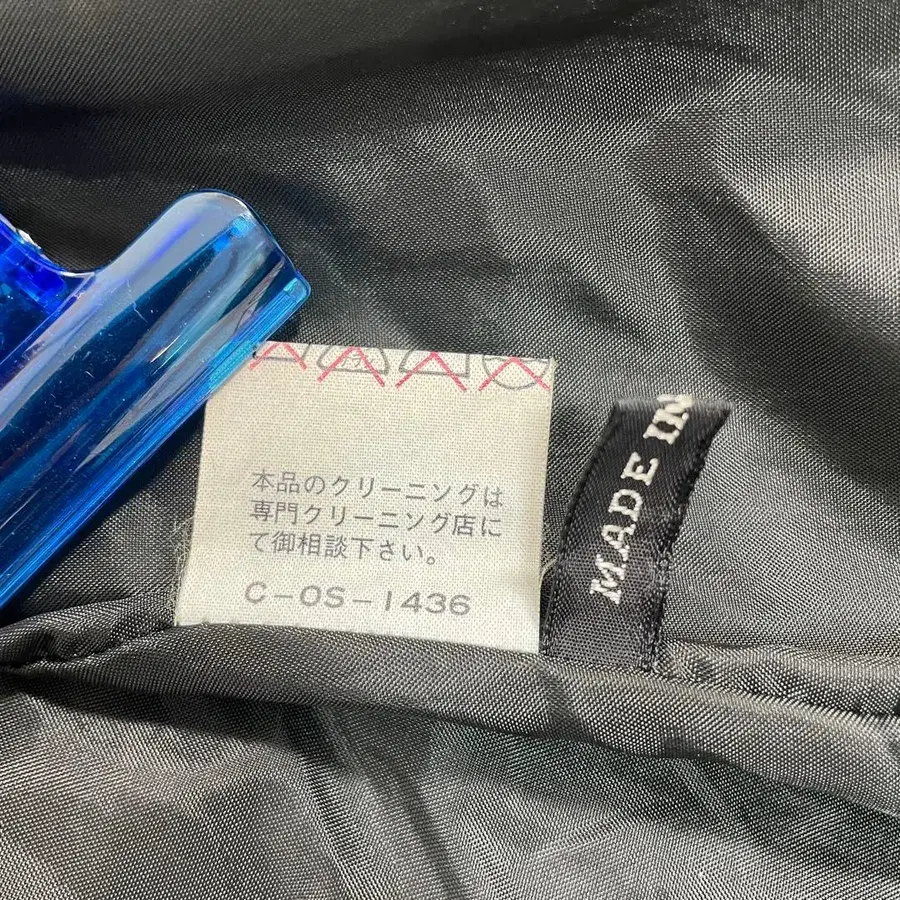 本品のクリーニングは
専門クリーニング店に
て御相談下さい。
C-OS-1436
MADE IN